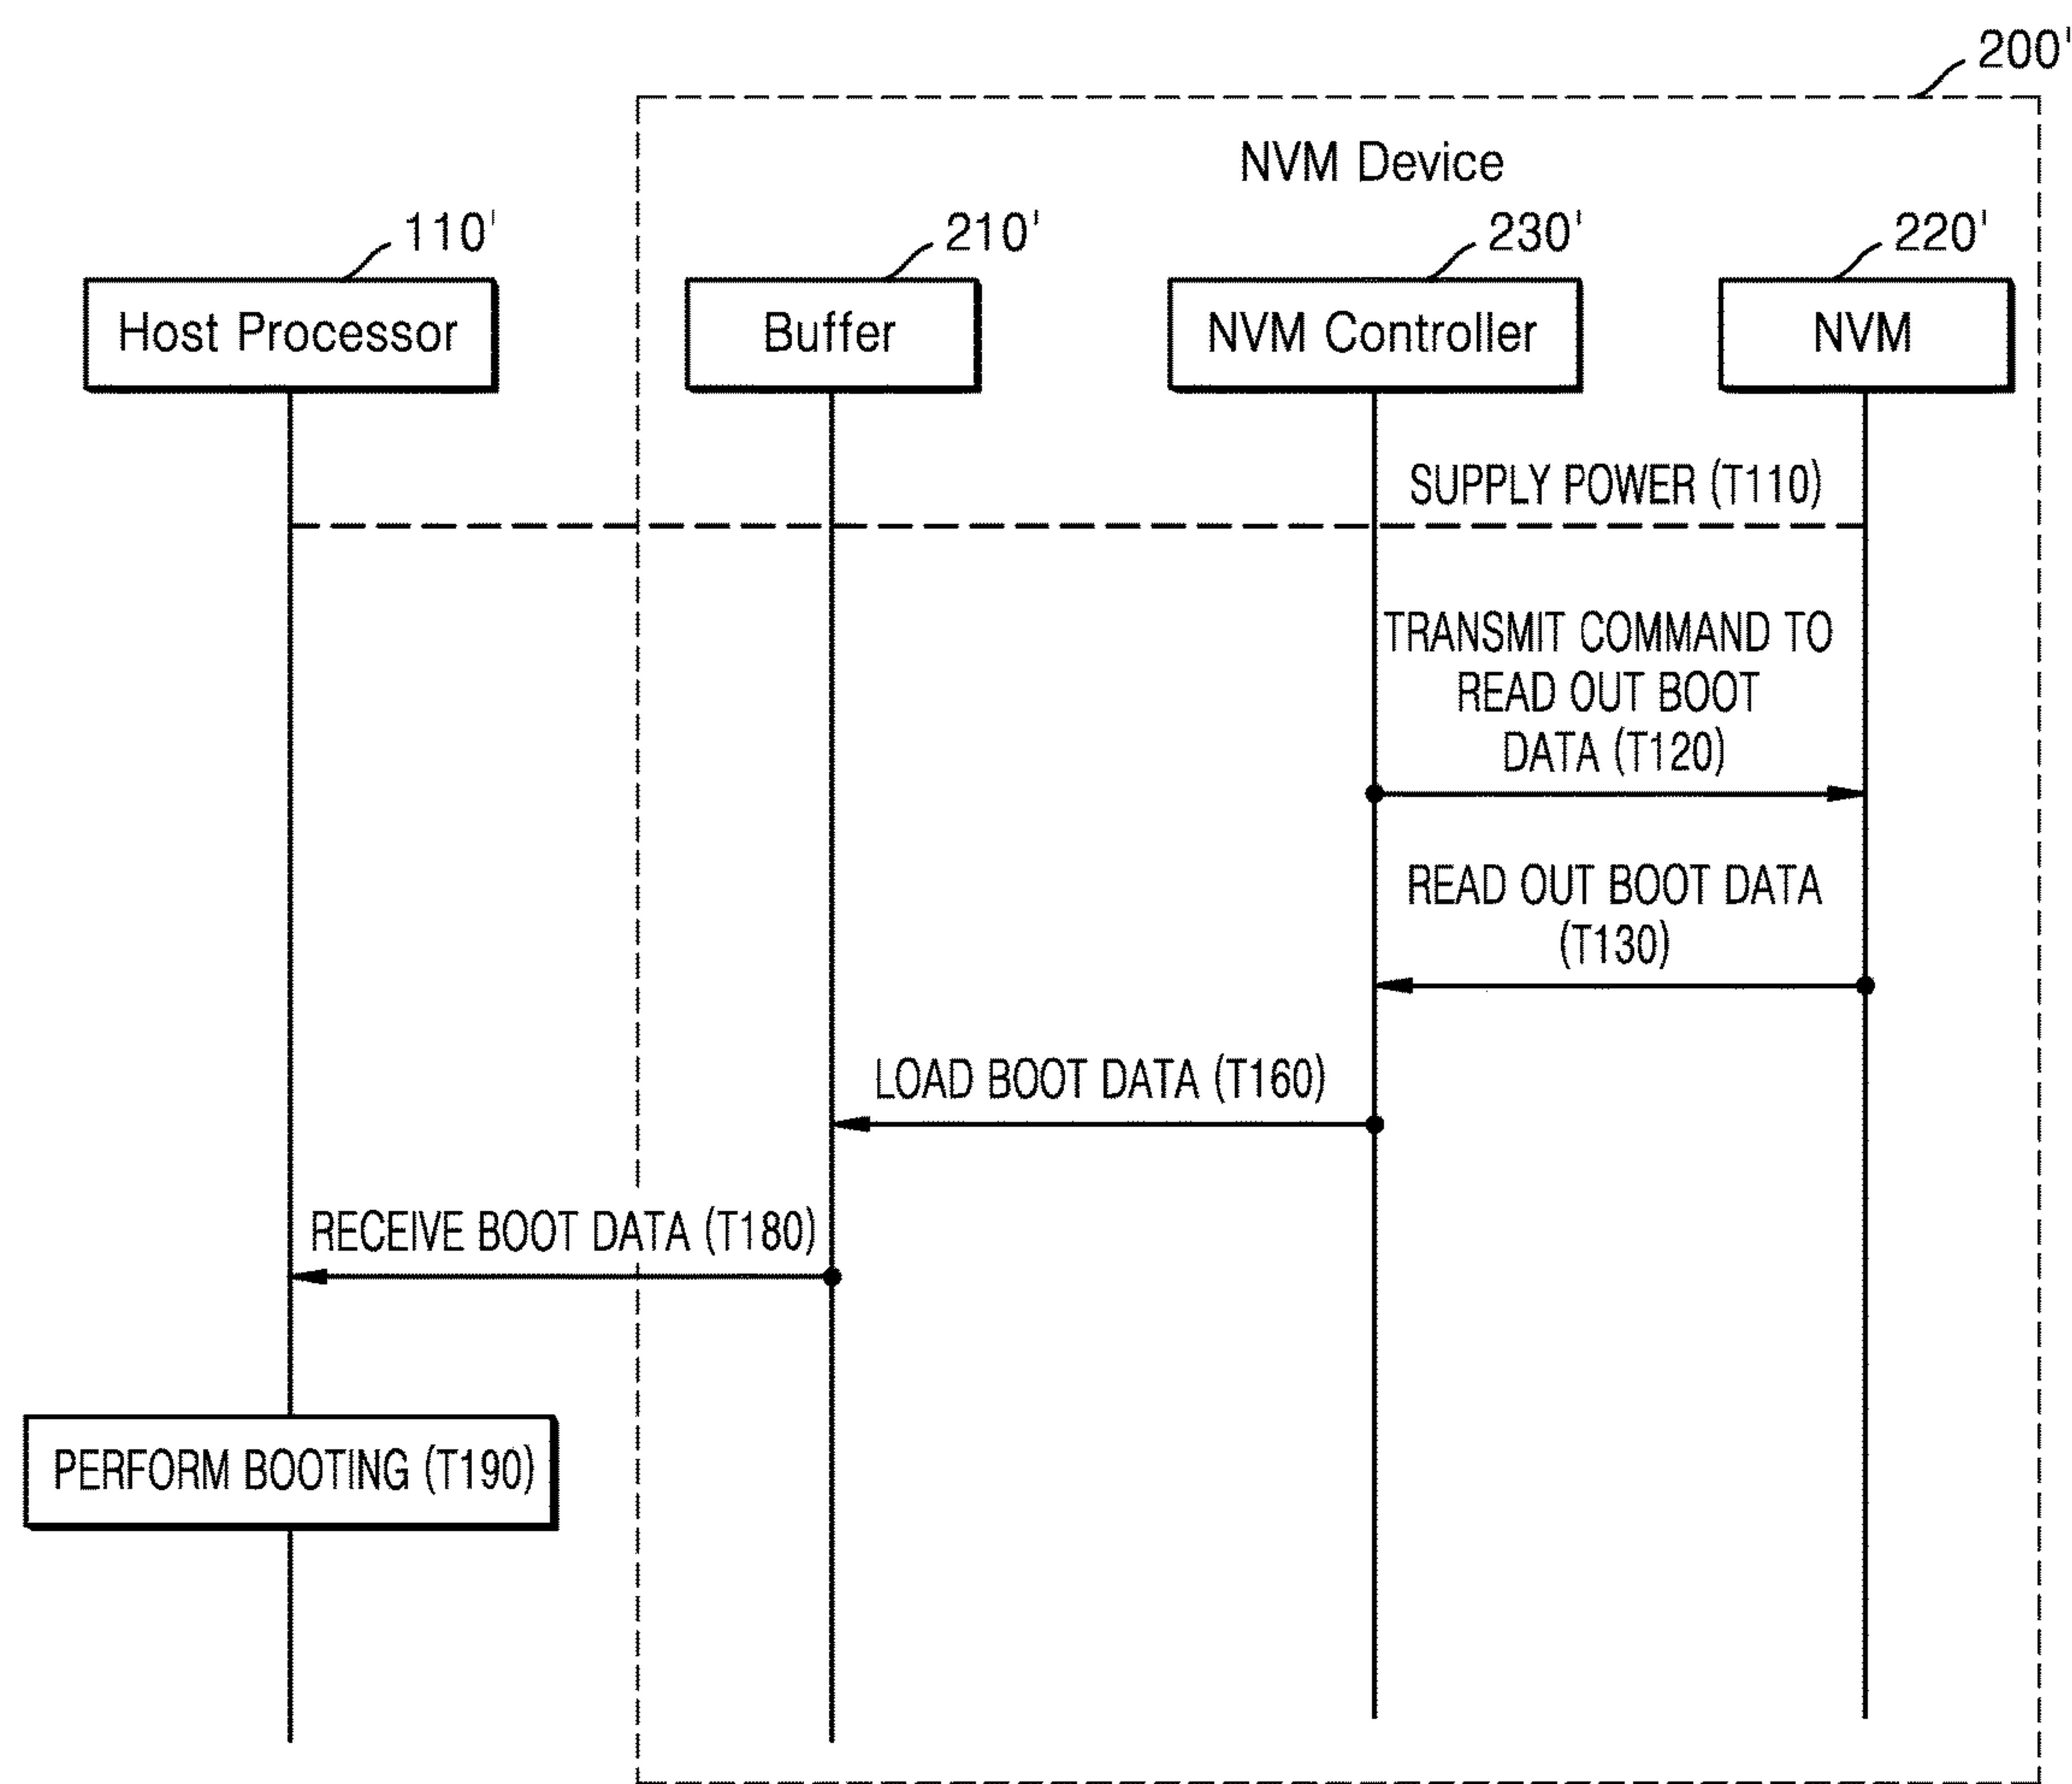 200'
NVM Device
110'
210'
230'
220'
Host Processor
Buffer
NVM Controller
NVM
SUPPLY POWER (T110)
TRANSMIT COMMAND TO
READ OUT BOOT
DATA (T120)
READ OUT BOOT DATA
(T130)
LOAD BOOT DATA (T160)
RECEIVE BOOT DATA (T180)
PERFORM BOOTING (T190)